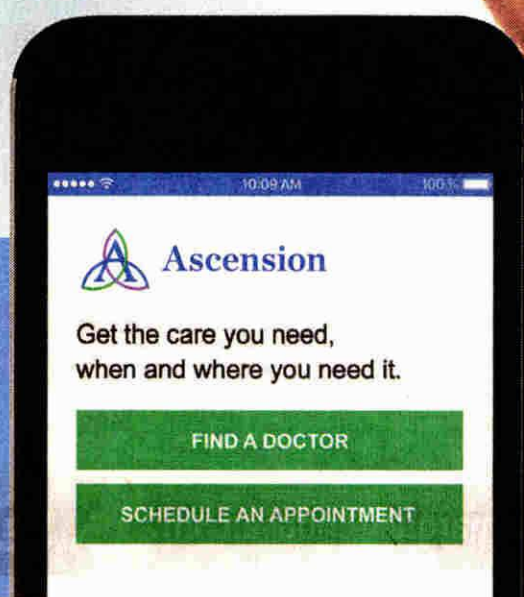 10:09 AM 100%
Ascension
Get the care you need,
when and where you need it.
FIND A DOCTOR
SCHEDULE AN APPOINTMENT